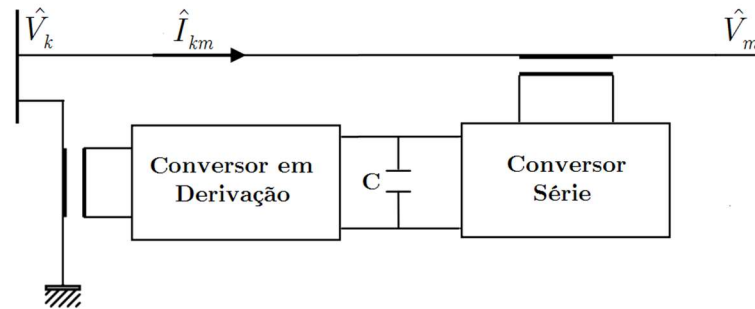 V̂k
Îkm
V̂m
Conversor em
Derivação
C
Conversor
Série